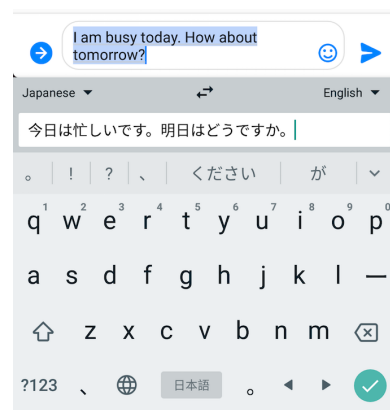 I am busy today. How about
tomorrow?
Japanese English
今日は忙しいです。明日はどうですか。
。 ! ? 、 ください が
1 2 3 4 5 6 7 8 9 0
q w e r t y u i o p
a s d f g h j k l ー
z x c v b n m
?123 、 日本語 。